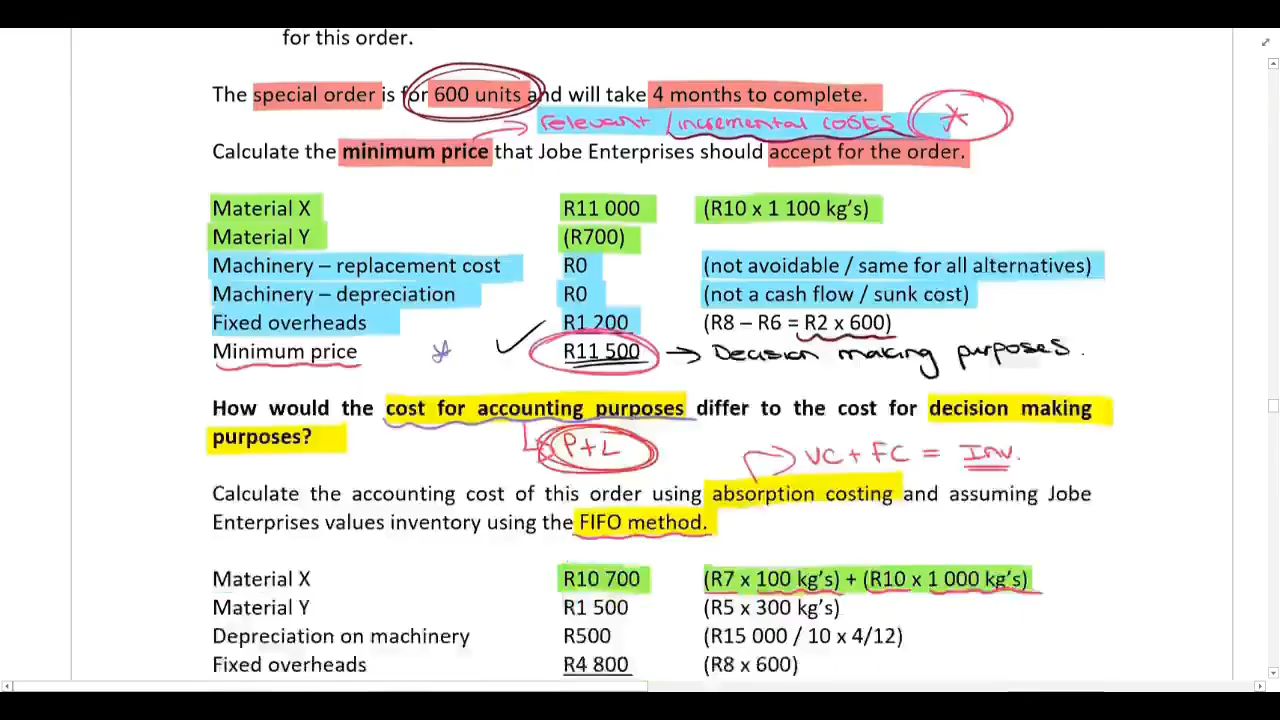 for this order.
The special order is for 600 units and will take 4 months to complete.
relevant / incremental costs *
Calculate the minimum price that Jobe Enterprises should accept for the order.
Material X R11 000 (R10 x 1 100 kg's)
Material Y (R700)
Machinery – replacement cost R0 (not avoidable / same for all alternatives)
Machinery – depreciation R0 (not a cash flow / sunk cost)
Fixed overheads R1 200 (R8 – R6 = R2 x 600)
Minimum price * ✓ R11 500 → Decision making purposes.
How would the cost for accounting purposes differ to the cost for decision making
purposes?
P+L
VC + FC = Inv.
Calculate the accounting cost of this order using absorption costing and assuming Jobe
Enterprises values inventory using the FIFO method.
Material X R10 700 (R7 x 100 kg's) + (R10 x 1 000 kg's)
Material Y R1 500 (R5 x 300 kg's)
Depreciation on machinery R500 (R15 000 / 10 x 4/12)
Fixed overheads R4 800 (R8 x 600)